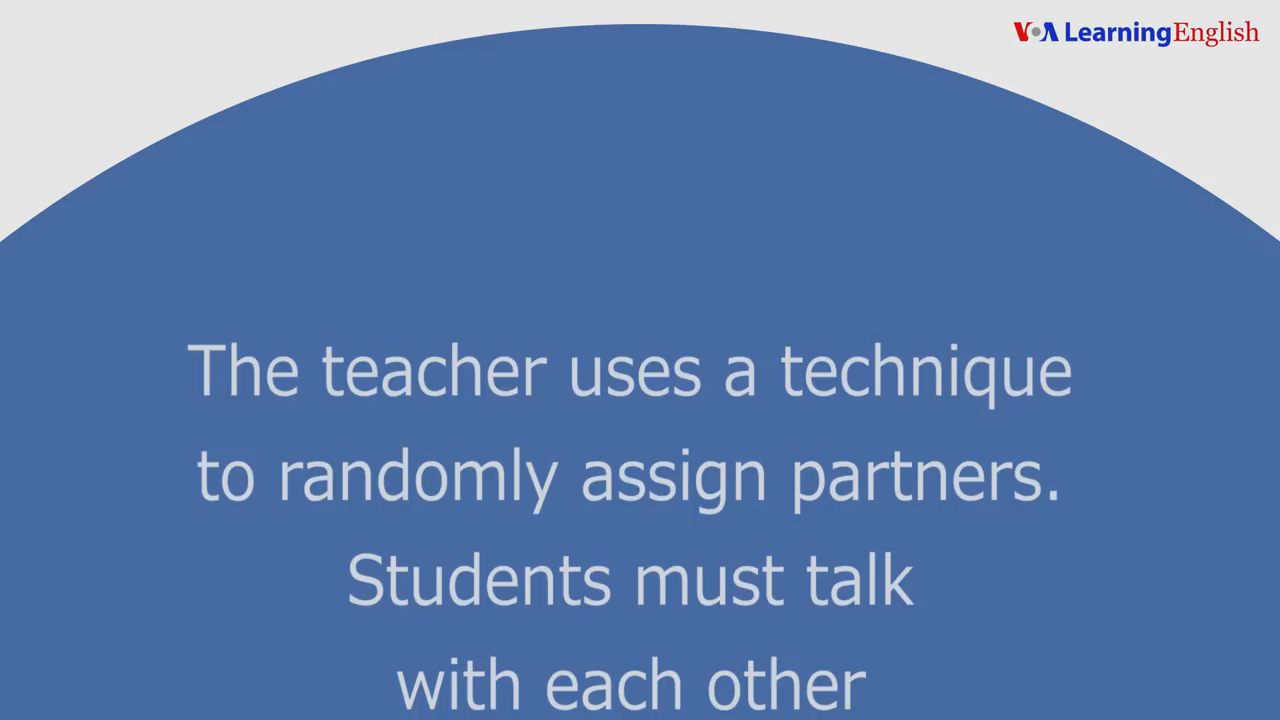 VOA LearningEnglish
The teacher uses a technique
to randomly assign partners.
Students must talk
with each other